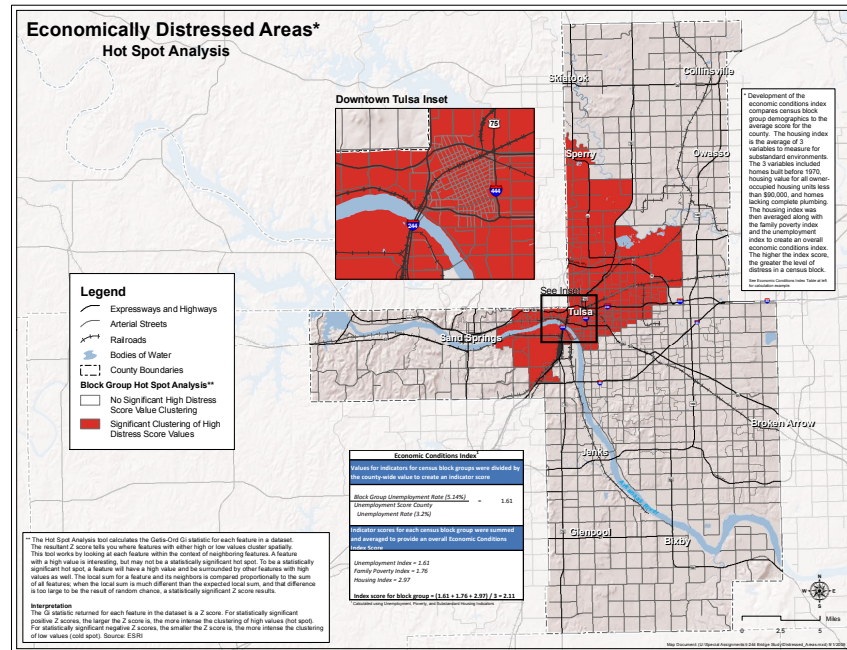 Economically Distressed Areas*
Hot Spot Analysis
Downtown Tulsa Inset
75
444
244
Skiatook
Collinsville
Sperry
Owasso
See Inset
Tulsa
Sand Springs
Broken Arrow
Jenks
Arkansas River
Glenpool
Bixby
* Development of the
economic conditions index
compares census block
group demographics to the
average score for the
county. The housing index
is the average of 3
variables to measure for
substandard environments.
The 3 variables included
homes built before 1970,
housing value for all owner-
occupied housing units less
than $90,000, and homes
lacking complete plumbing.
The housing index was
then averaged along with
the family poverty index
and the unemployment
index to create an overall
economic conditions index.
The higher the index score,
the greater the level of
distress in a census block.
See Economic Conditions Index Table at left
for calculation example
Legend
Expressways and Highways
Arterial Streets
Railroads
Bodies of Water
County Boundaries
Block Group Hot Spot Analysis**
No Significant High Distress
Score Value Clustering
Significant Clustering of High
Distress Score Values
Economic Conditions Index1
Values for indicators for census block groups were divided by
the county-wide value to create an indicator score
Block Group Unemployment Rate (5.14%)
= 1.61
Unemployment Score County
Unemployment Rate (3.2%)
Indicator scores for each census block group were summed
and averaged to provide an overall Economic Conditions
Index Score
Unemployment Index = 1.61
Family Poverty Index = 1.76
Housing Index = 2.97
Index score for block group = (1.61 + 1.76 + 2.97) / 3 = 2.11
1 Calculated using Unemployment, Poverty, and Substandard Housing Indicators
** The Hot Spot Analysis tool calculates the Getis-Ord Gi statistic for each feature in a dataset.
The resultant Z score tells you where features with either high or low values cluster spatially.
This tool works by looking at each feature within the context of neighboring features. A feature
with a high value is interesting, but may not be a statistically significant hot spot. To be a statistically
significant hot spot, a feature will have a high value and be surrounded by other features with high
values as well. The local sum for a feature and its neighbors is compared proportionally to the sum
of all features; when the local sum is much different than the expected local sum, and that difference
is too large to be the result of random chance, a statistically significant Z score results.
Interpretation
The Gi statistic returned for each feature in the dataset is a Z score. For statistically significant
positive Z scores, the larger the Z score is, the more intense the clustering of high values (hot spot).
For statistically significant negative Z scores, the smaller the Z score is, the more intense the clustering
of low values (cold spot). Source: ESRI
N
W
E
S
Miles
0
2.5
5